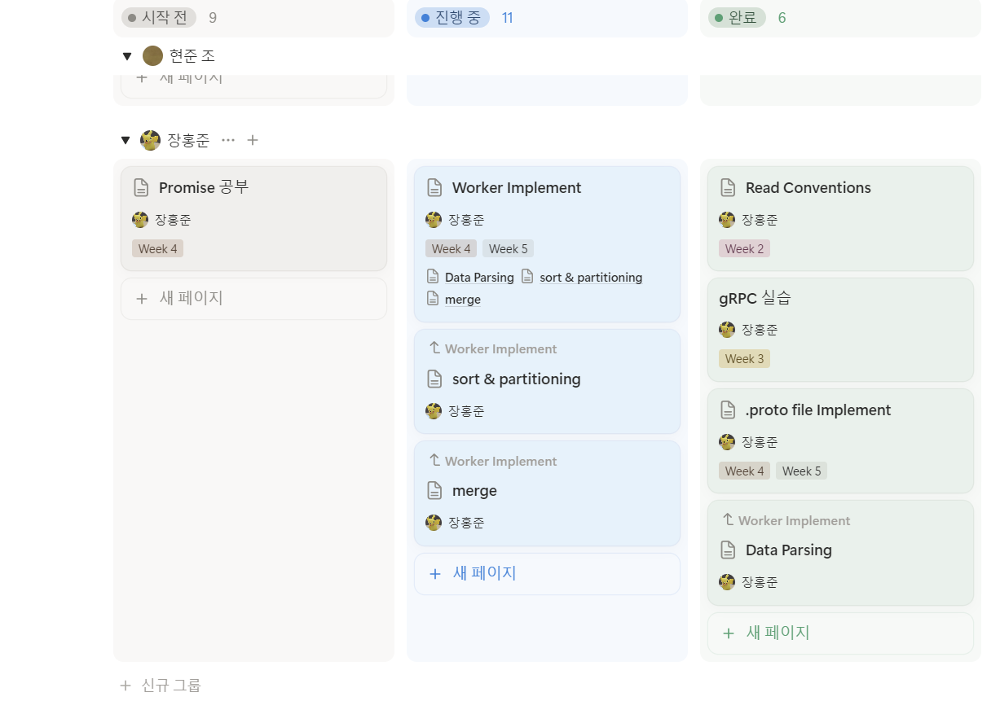 시작 전 9
진행 중 11
완료 6
현준 조
새 페이지
장홍준
Promise 공부
장홍준
Week 4
새 페이지
Worker Implement
장홍준
Week 4 Week 5
Data Parsing sort & partitioning
merge
Worker Implement
sort & partitioning
장홍준
Worker Implement
merge
장홍준
새 페이지
Read Conventions
장홍준
Week 2
gRPC 실습
장홍준
Week 3
.proto file Implement
장홍준
Week 4 Week 5
Worker Implement
Data Parsing
장홍준
새 페이지
신규 그룹